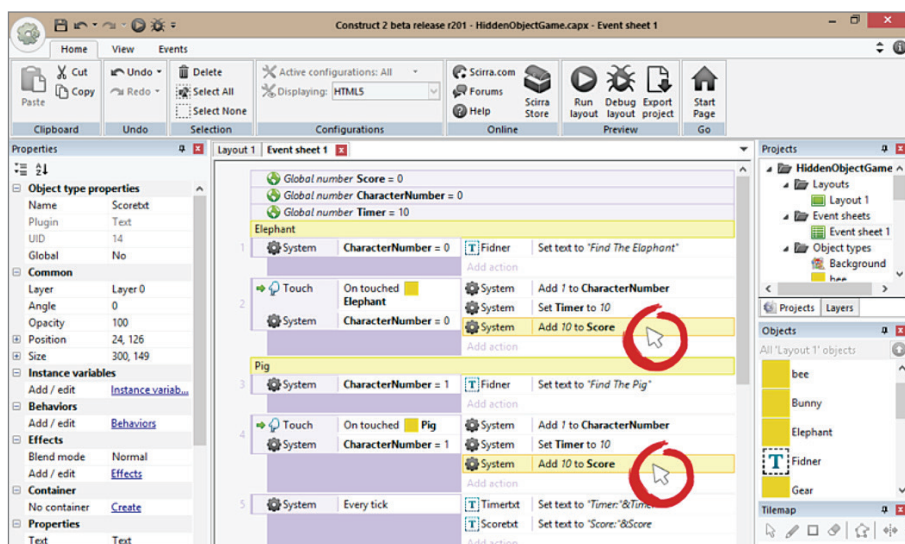 Construct 2 beta release r201 - HiddenObjectGame.capx - Event sheet 1
Home View Events
Paste
Cut
Copy
Clipboard
Undo
Redo
Undo
Delete
Select All
Select None
Selection
Active configurations: All
Displaying: HTML5
Configurations
Scirra.com
Forums
Help
Scirra Store
Online
Run layout
Debug layout
Export project
Preview
Start Page
Go
Properties
Object type properties
Name Scoretxt
Plugin Text
UID 14
Global No
Common
Layer Layer 0
Angle 0
Opacity 100
Position 24, 126
Size 300, 149
Instance variables
Add / edit Instance variab...
Behaviors
Add / edit Behaviors
Effects
Blend mode Normal
Add / edit Effects
Container
No container Create
Properties
Text Text
Layout 1 Event sheet 1
Global number Score = 0
Global number CharacterNumber = 0
Global number Timer = 10
Elephant
1 System CharacterNumber = 0 T Fidner Set text to "Find The Elaphant"
Add action
2 Touch On touched Elephant System Add 1 to CharacterNumber
System Set Timer to 10
System CharacterNumber = 0 System Add 10 to Score
Add action
Pig
3 System CharacterNumber = 1 T Fidner Set text to "Find The Pig"
Add action
4 Touch On touched Pig System Add 1 to CharacterNumber
System CharacterNumber = 1 System Set Timer to 10
System Add 10 to Score
Add action
5 System Every tick T Timertxt Set text to "Timer:"&Time
T Scoretxt Set text to "Score:"&Score
Add action
Projects
HiddenObjectGame
Layouts
Layout 1
Event sheets
Event sheet 1
Object types
Background
bee
Projects Layers
Objects
All 'Layout 1' objects
bee
Bunny
Elephant
T Fidner
Gear
Tilemap